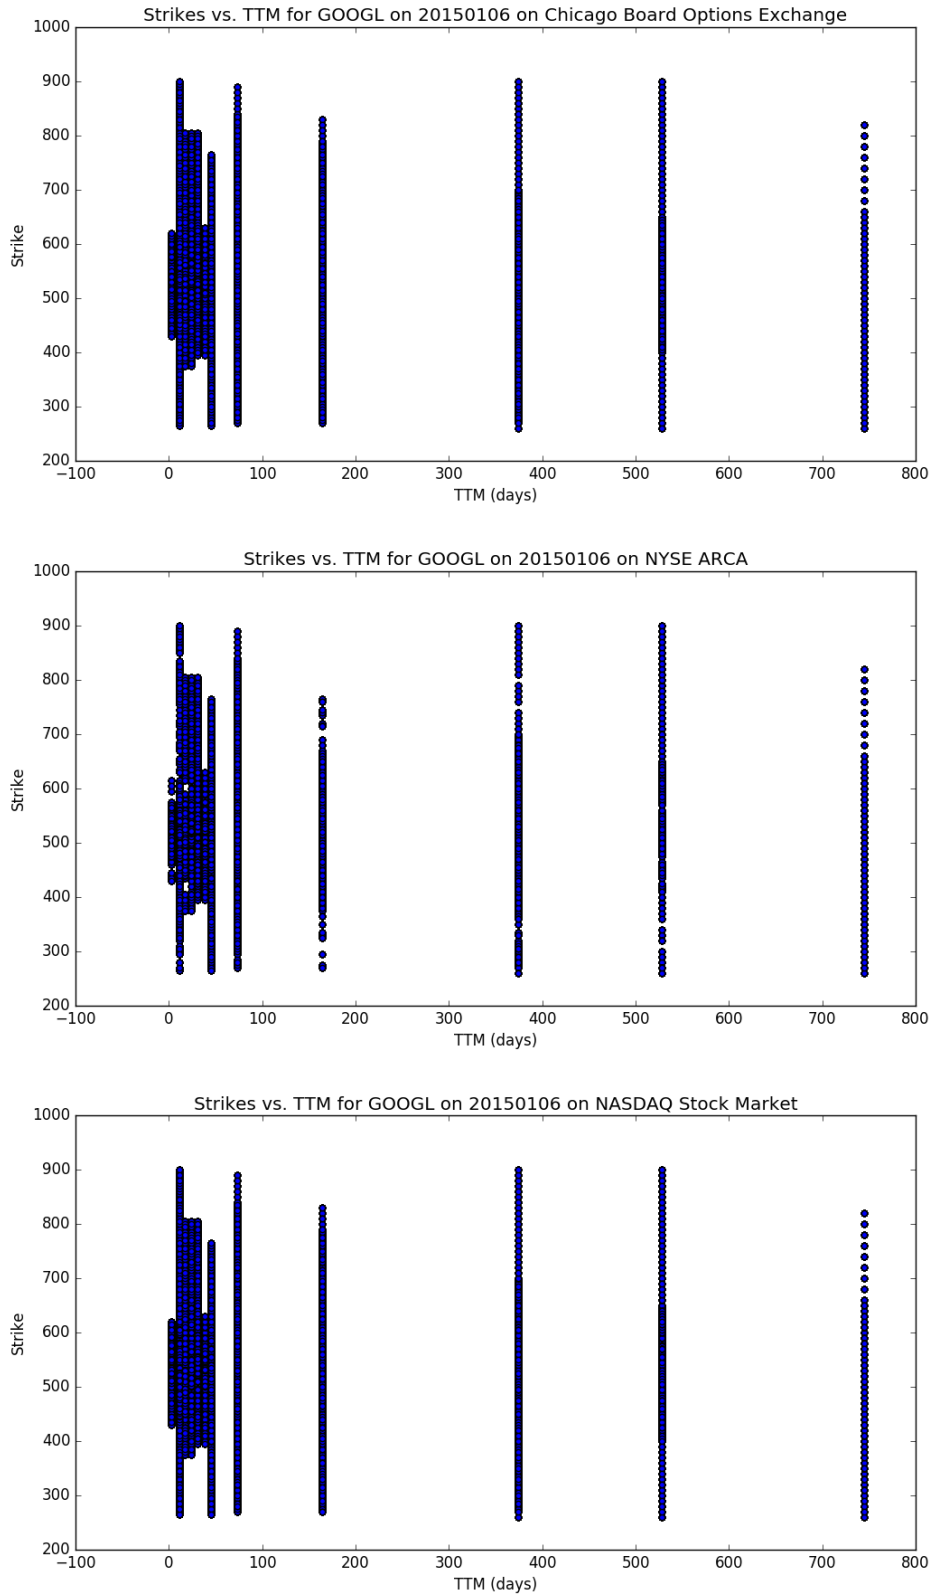 Strikes vs. TTM for GOOGL on 20150106 on Chicago Board Options Exchange
1000
900
800
700
600
500
400
300
200
Strike
−100 0 100 200 300 400 500 600 700 800
TTM (days)
Strikes vs. TTM for GOOGL on 20150106 on NYSE ARCA
1000
900
800
700
600
500
400
300
200
Strike
−100 0 100 200 300 400 500 600 700 800
TTM (days)
Strikes vs. TTM for GOOGL on 20150106 on NASDAQ Stock Market
1000
900
800
700
600
500
400
300
200
Strike
−100 0 100 200 300 400 500 600 700 800
TTM (days)